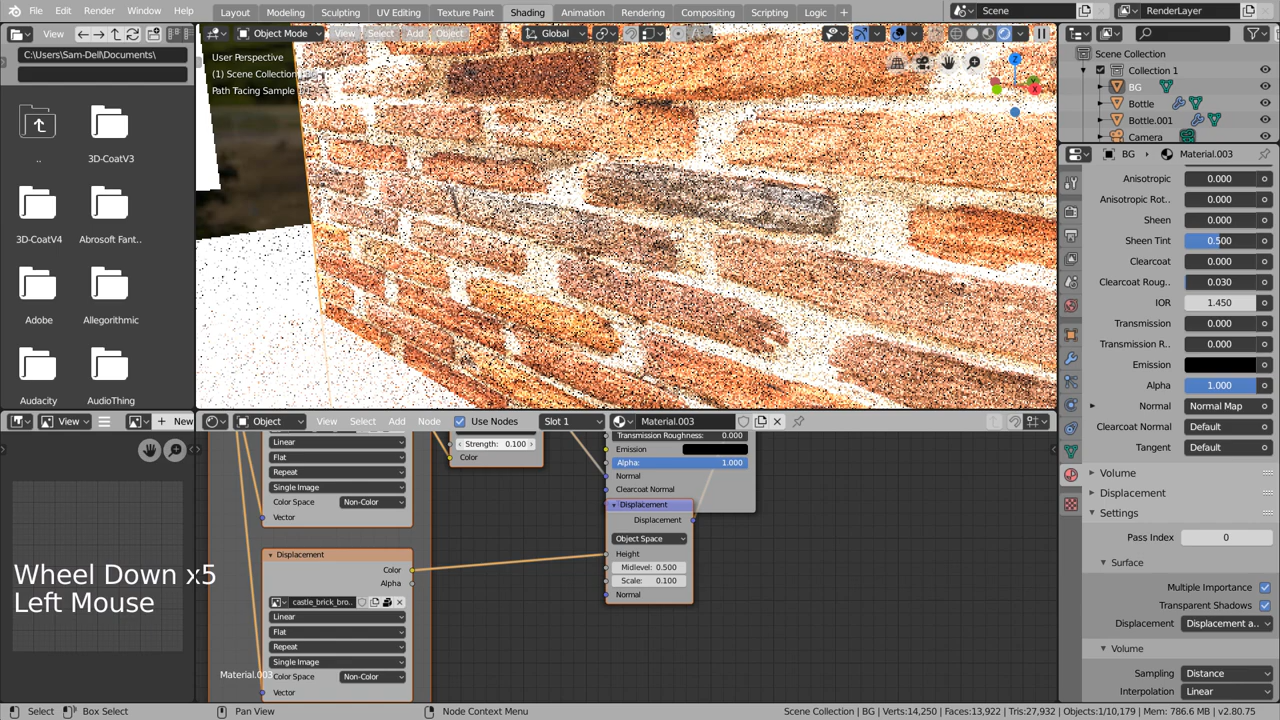 File Edit Render Window Help
Layout Modeling Sculpting UV Editing Texture Paint Shading Animation Rendering Compositing Scripting Logic +
Scene RenderLayer
View
Object Mode View Select Add Object Global
C:\Users\Sam-Dell\Documents\
User Perspective
(1) Scene Collection
Path Tacing Sample
..
3D-CoatV3
3D-CoatV4
Abrosoft Fant..
Adobe
Allegorithmic
Audacity
AudioThing
Scene Collection
Collection 1
BG
Bottle
Bottle.001
Camera
BG Material.003
Anisotropic 0.000
Anisotropic Rot.. 0.000
Sheen 0.000
Sheen Tint 0.500
Clearcoat 0.000
Clearcoat Roug.. 0.030
IOR 1.450
Transmission 0.000
Transmission R.. 0.000
Emission
Alpha 1.000
Normal Normal Map
Clearcoat Normal Default
Tangent Default
Volume
Displacement
Settings
Pass Index 0
Surface
Multiple Importance
Transparent Shadows
Displacement Displacement a..
Volume
Sampling Distance
Interpolation Linear
View New
Object View Select Add Node Use Nodes Slot 1 Material.003
Linear
Flat
Repeat
Single Image
Color Space Non-Color
Vector
Strength: 0.100
Color
Transmission Roughness: 0.000
Emission
Alpha: 1.000
Normal
Clearcoat Normal
Displacement
Displacement
Object Space
Height
Midlevel: 0.500
Scale: 0.100
Normal
Displacement
Color
Alpha
castle_brick_bro..
Linear
Flat
Repeat
Single Image
Color Space Non-Color
Vector
Material.003
Wheel Down x5
Left Mouse
Select Box Select Pan View Node Context Menu
Scene Collection | BG | Verts:14,250 | Faces:13,922 | Tris:27,932 | Objects:1/10,179 | Mem: 786.6 MB | v2.80.75